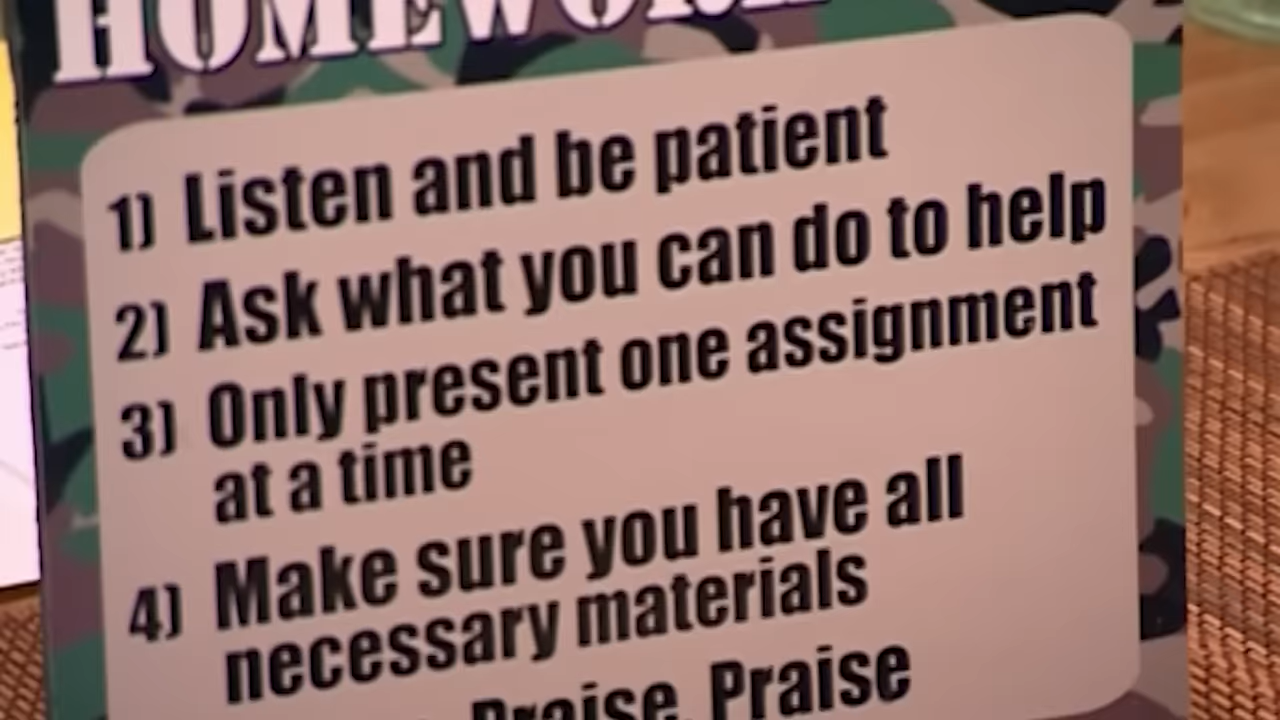 HOMEWORK
1) Listen and be patient
2) Ask what you can do to help
3) Only present one assignment
at a time
4) Make sure you have all
necessary materials
Praise, Praise